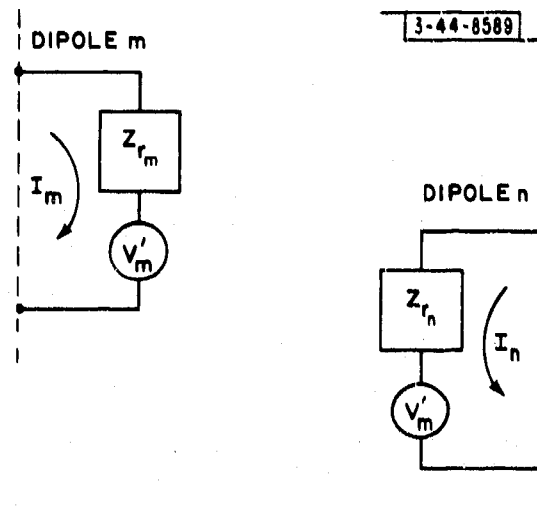 3-44-8589
DIPOLE m
Z_{r_m}
I_m
V'_m
DIPOLE n
Z_{r_n}
I_n
V'_m